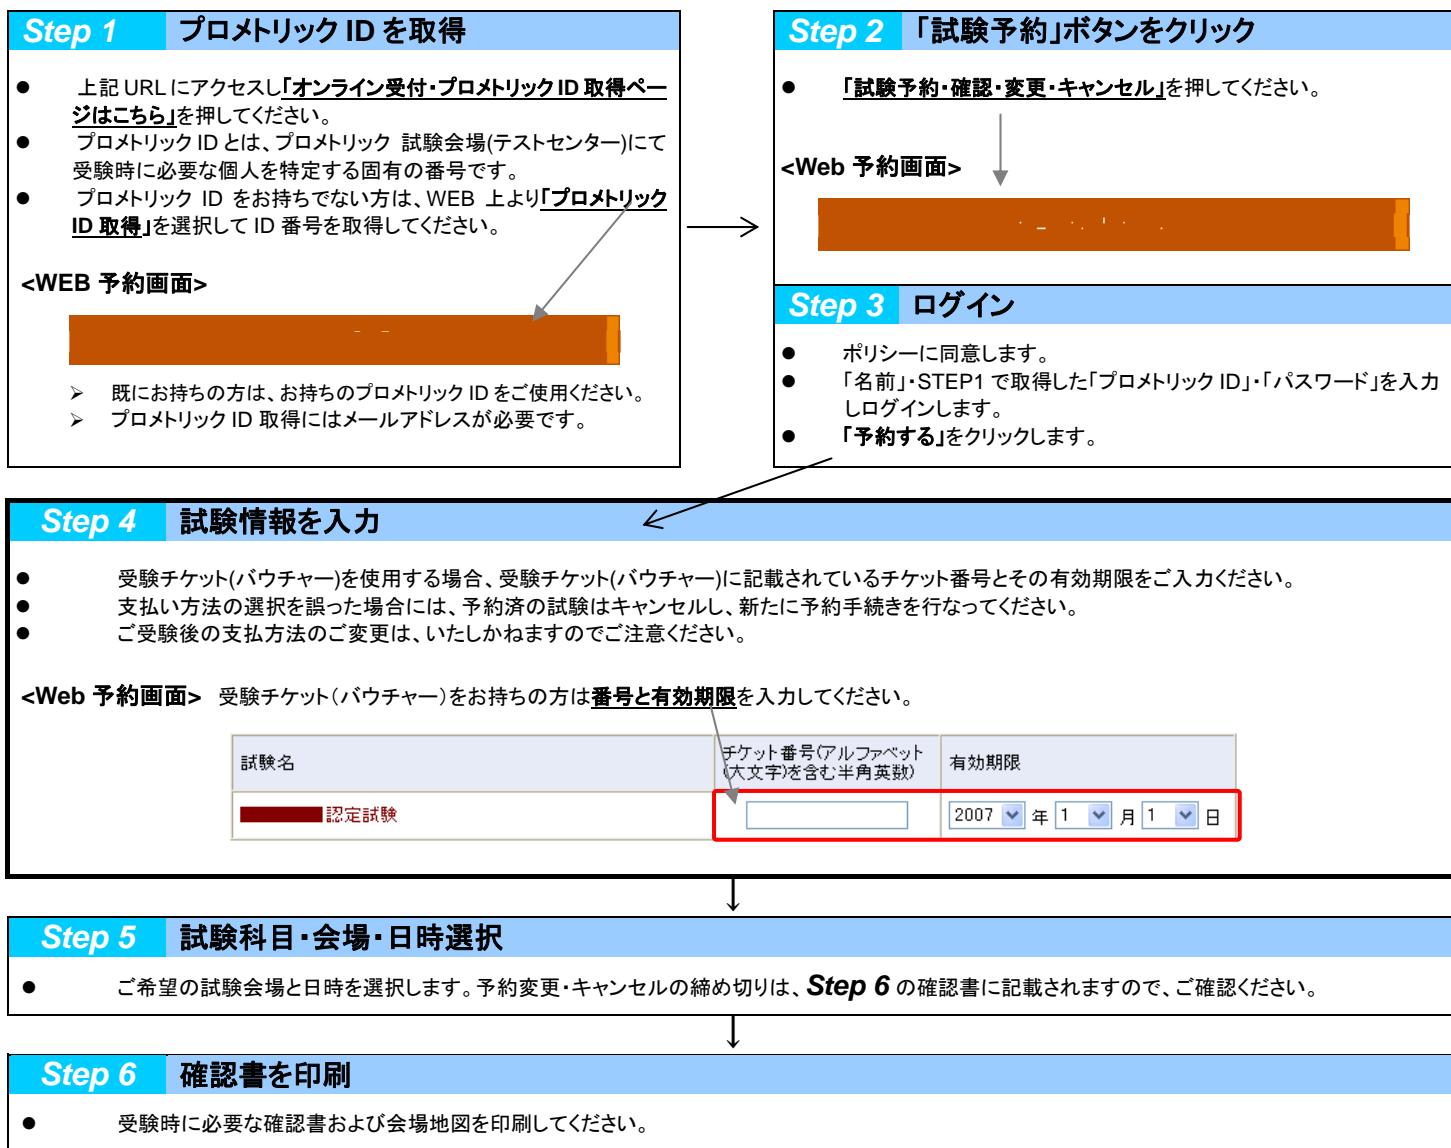 Step 1 プロメトリック ID を取得
● 上記 URL にアクセスし「オンライン受付・プロメトリック ID 取得ペー
ジはこちら」を押してください。
● プロメトリック ID とは、プロメトリック 試験会場(テストセンター)にて
受験時に必要な個人を特定する固有の番号です。
● プロメトリック ID をお持ちでない方は、WEB 上より「プロメトリック
ID 取得」を選択して ID 番号を取得してください。
<WEB 予約画面>
➢ 既にお持ちの方は、お持ちのプロメトリック ID をご使用ください。
➢ プロメトリック ID 取得にはメールアドレスが必要です。
Step 2 「試験予約」ボタンをクリック
● 「試験予約・確認・変更・キャンセル」を押してください。
<Web 予約画面>
Step 3 ログイン
● ポリシーに同意します。
● 「名前」・STEP1 で取得した「プロメトリック ID」・「パスワード」を入力
しログインします。
● 「予約する」をクリックします。
Step 4 試験情報を入力
● 受験チケット(バウチャー)を使用する場合、受験チケット(バウチャー)に記載されているチケット番号とその有効期限をご入力ください。
● 支払い方法の選択を誤った場合には、予約済の試験はキャンセルし、新たに予約手続きを行なってください。
● ご受験後の支払方法のご変更は、いたしかねますのでご注意ください。
<Web 予約画面> 受験チケット（バウチャー）をお持ちの方は番号と有効期限を入力してください。
試験名
チケット番号(アルファベット
(大文字)を含む半角英数)
有効期限
認定試験
2007 年 1 月 1 日
Step 5 試験科目・会場・日時選択
● ご希望の試験会場と日時を選択します。予約変更・キャンセルの締め切りは、Step 6 の確認書に記載されますので、ご確認ください。
Step 6 確認書を印刷
● 受験時に必要な確認書および会場地図を印刷してください。